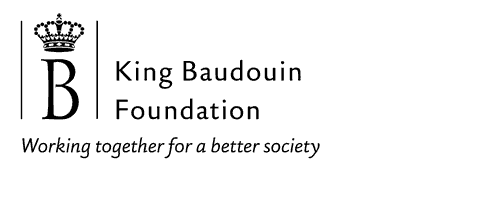 B
King Baudouin
Foundation
Working together for a better society